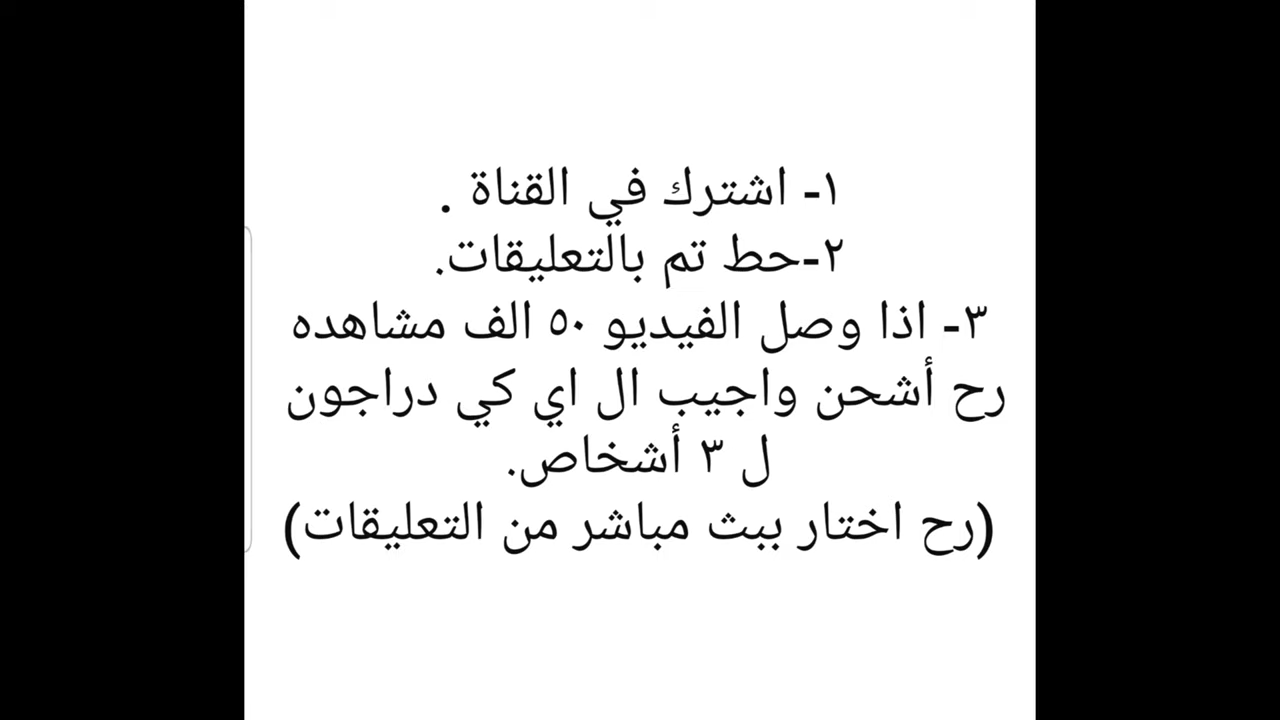 ١- اشترك في القناة .
٢-حط تم بالتعليقات.
٣- اذا وصل الفيديو ٥٠ الف مشاهده
رح أشحن واجيب ال اي كي دراجون
ل ٣ أشخاص.
(رح اختار ببث مباشر من التعليقات)